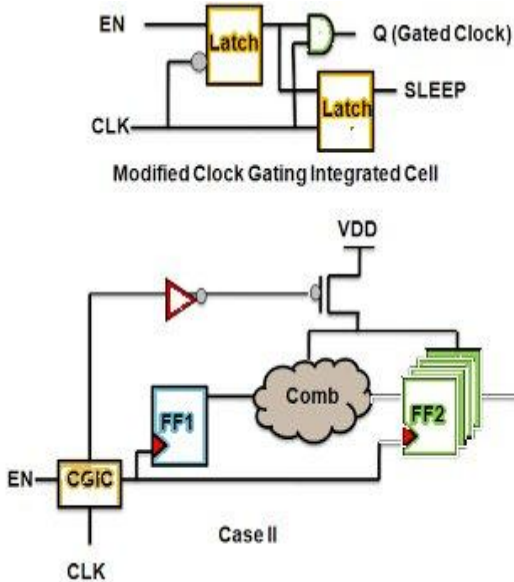 EN
Latch
Q (Gated Clock)
SLEEP
Latch
CLK
Modified Clock Gating Integrated Cell
VDD
Comb
FF1
FF2
EN
CGIC
Case II
CLK